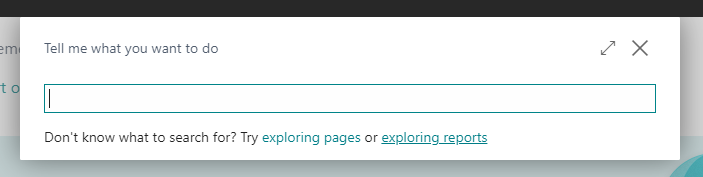 Tell me what you want to do
Don't know what to search for? Try exploring pages or exploring reports